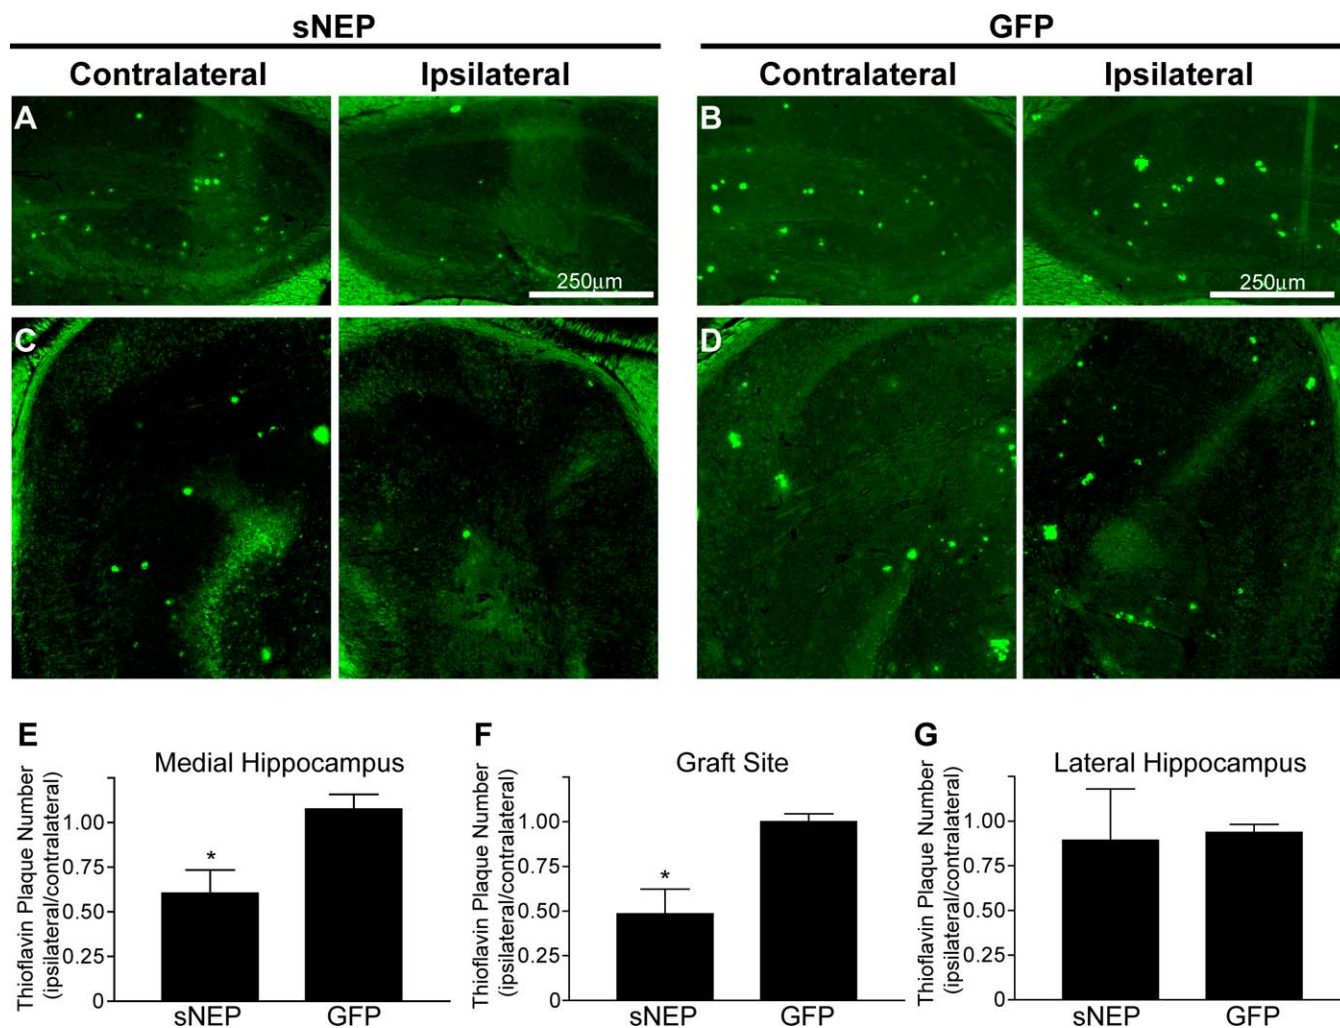 sNEP
GFP
Contralateral
Ipsilateral
Contralateral
Ipsilateral
A
B
250μm
250μm
C
D
E
Medial Hippocampus
Thioflavin Plaque Number
(ipsilateral/contralateral)
1.00
0.75
0.50
0.25
0
*
sNEP
GFP
F
Graft Site
Thioflavin Plaque Number
(ipsilateral/contralateral)
1.00
0.75
0.50
0.25
0
*
sNEP
GFP
G
Lateral Hippocampus
Thioflavin Plaque Number
(ipsilateral/contralateral)
1.00
0.75
0.50
0.25
0
sNEP
GFP